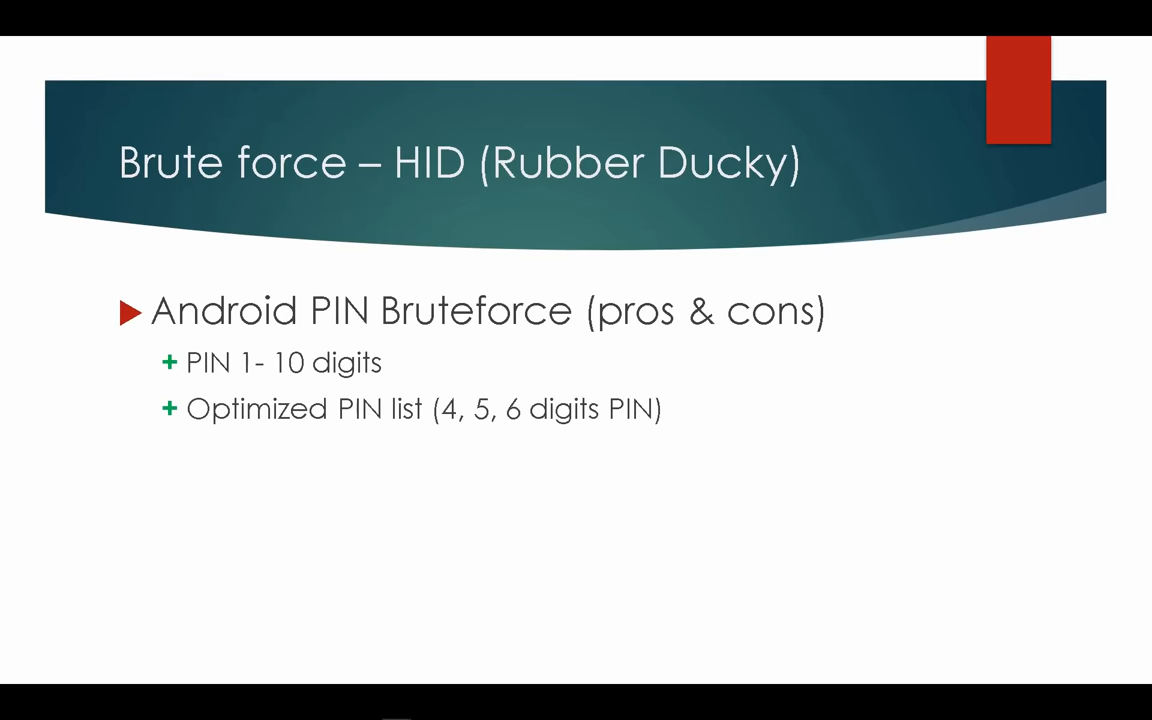 Brute force – HID (Rubber Ducky)
Android PIN Bruteforce (pros & cons)
+ PIN 1- 10 digits
+ Optimized PIN list (4, 5, 6 digits PIN)